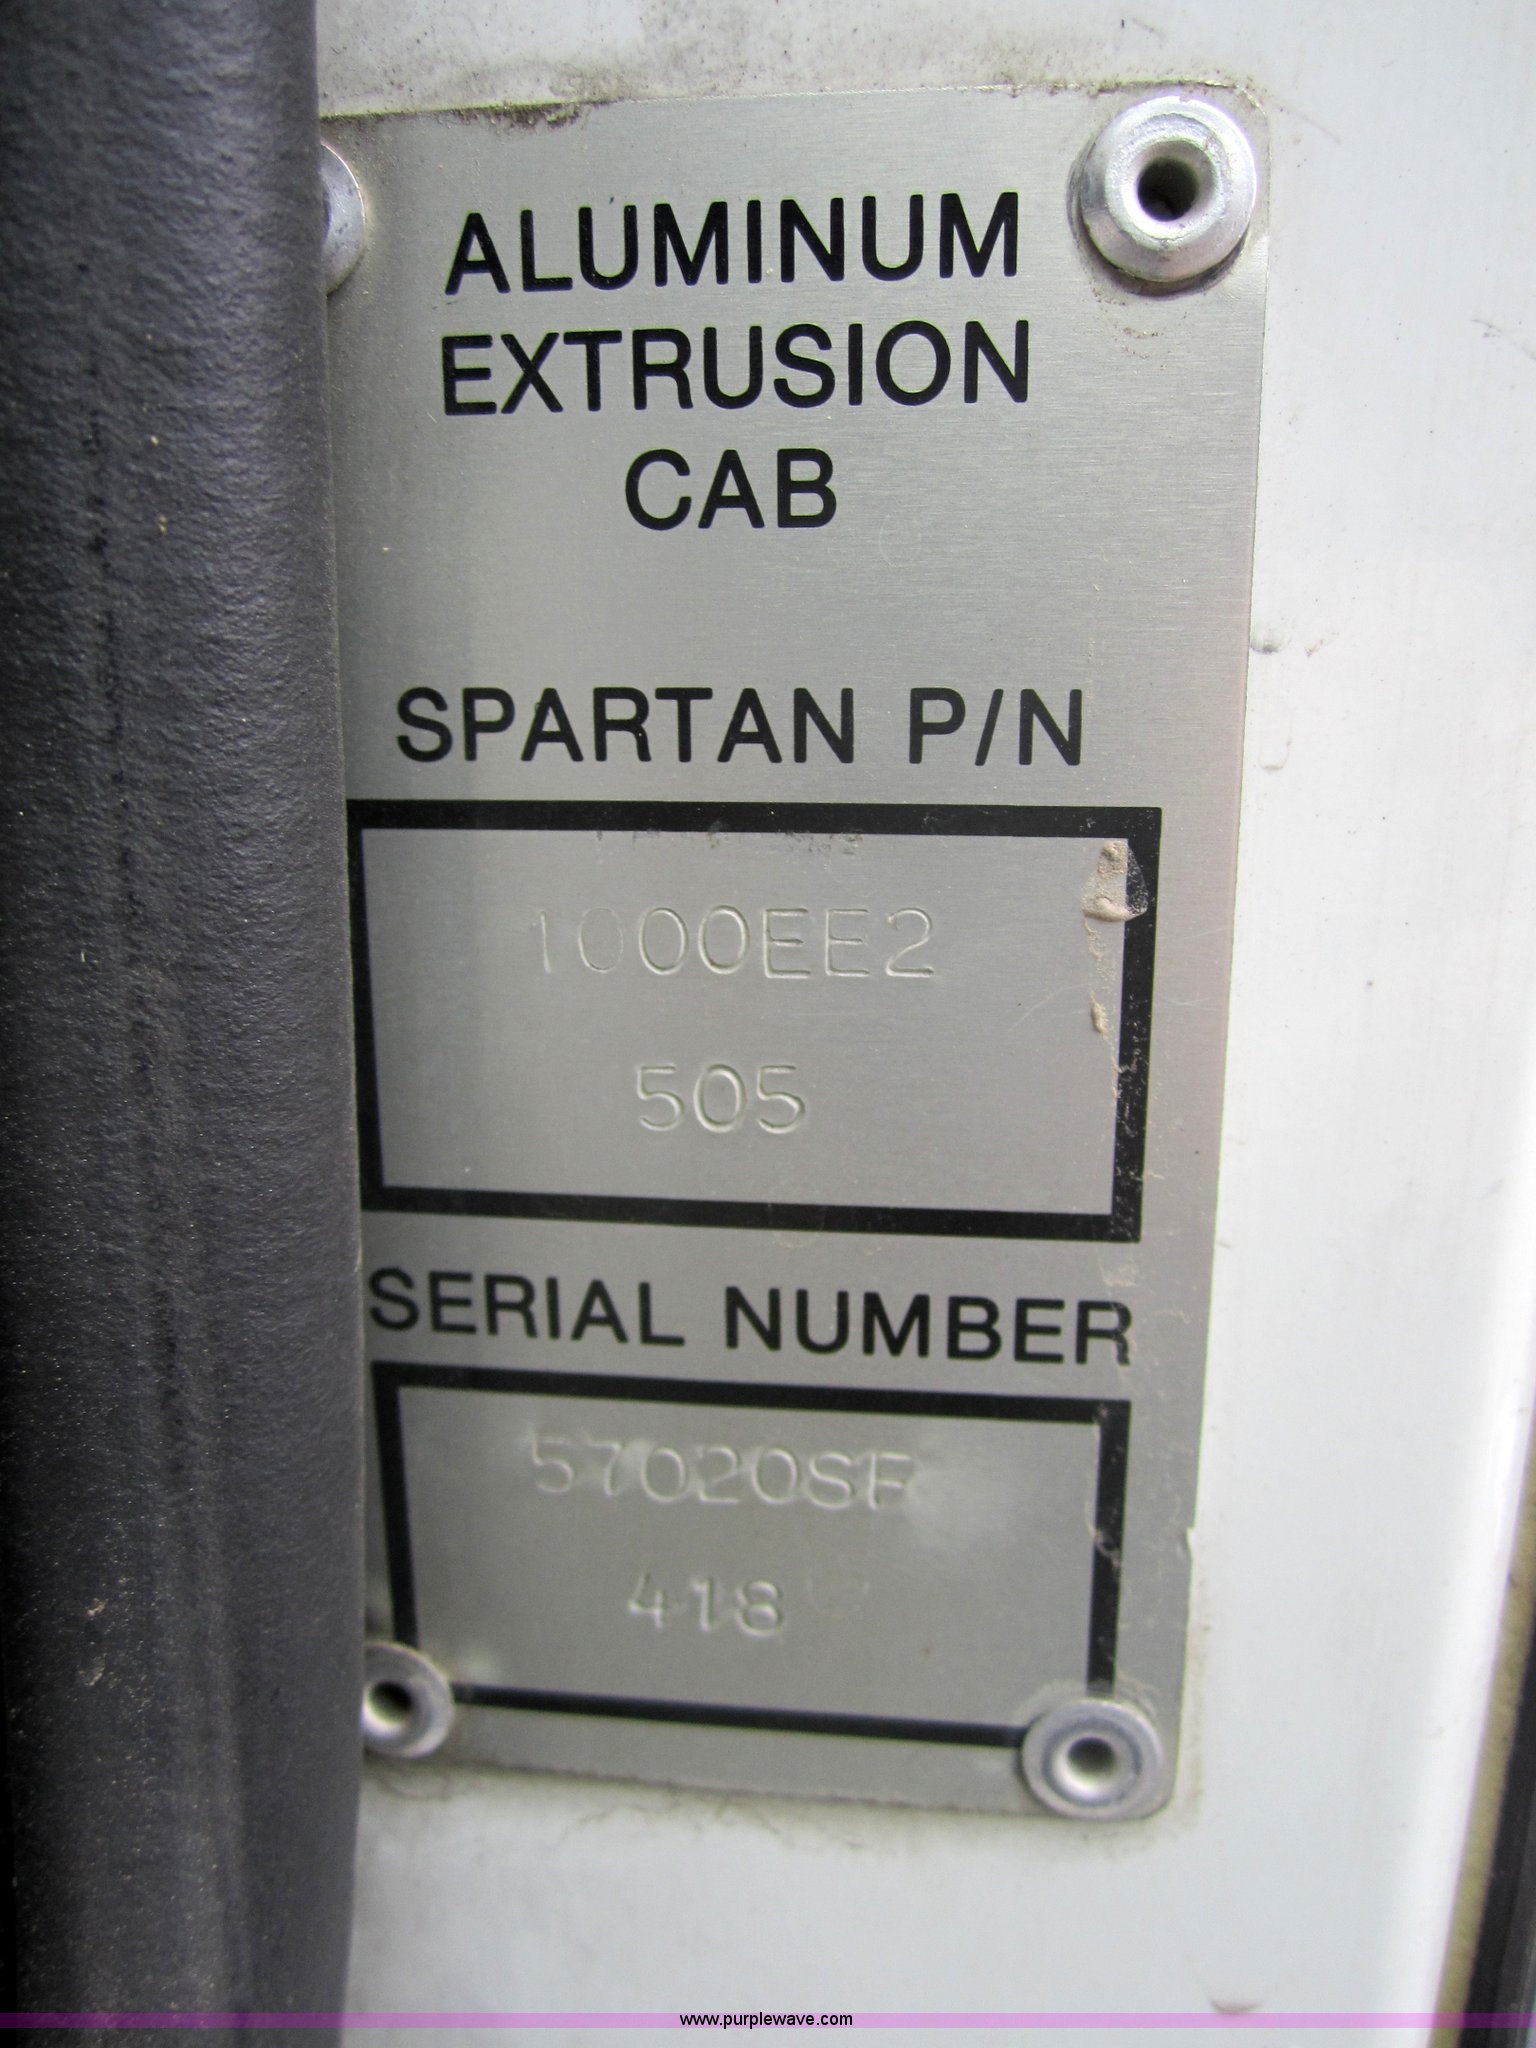 ALUMINUM
EXTRUSION
CAB
SPARTAN P/N
1000EE2
505
SERIAL NUMBER
57020SF
418
www.purplewave.com